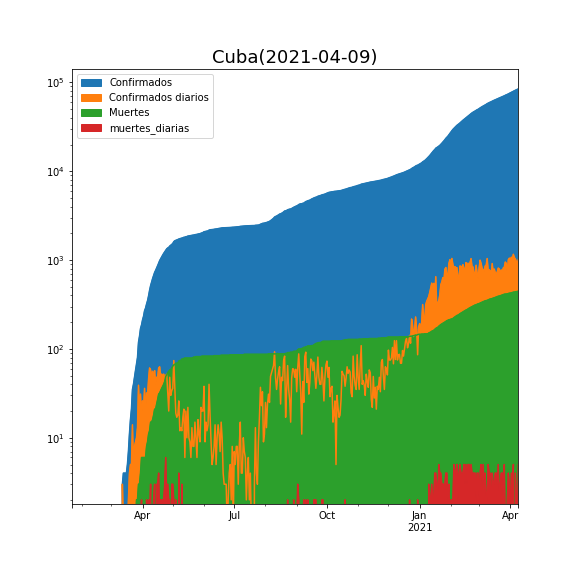 Cuba(2021-04-09)
Confirmados
Confirmados diarios
Muertes
muertes_diarias
10⁵
10⁴
10³
10²
10¹
Apr
Jul
Oct
Jan
2021
Apr